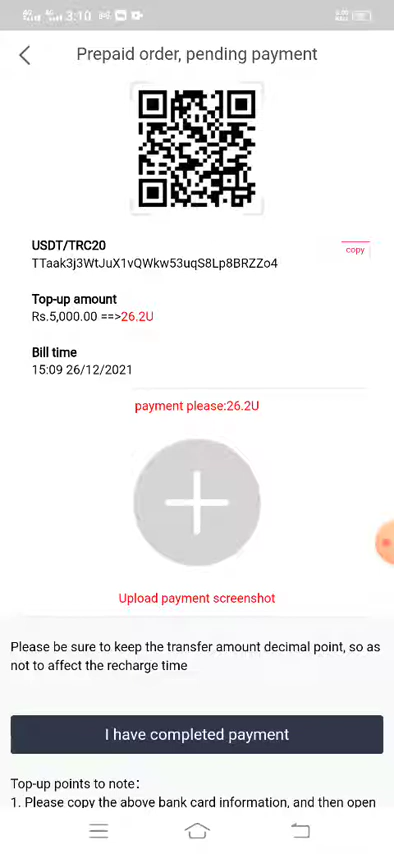 3:10
Prepaid order, pending payment
USDT/TRC20
copy
TTaak3j3WtJuX1vQWkw53uqS8Lp8BRZZo4
Top-up amount
Rs.5,000.00 ==>26.2U
Bill time
15:09 26/12/2021
payment please:26.2U
Upload payment screenshot
Please be sure to keep the transfer amount decimal point, so as
not to affect the recharge time
I have completed payment
Top-up points to note:
1. Please copy the above bank card information, and then open